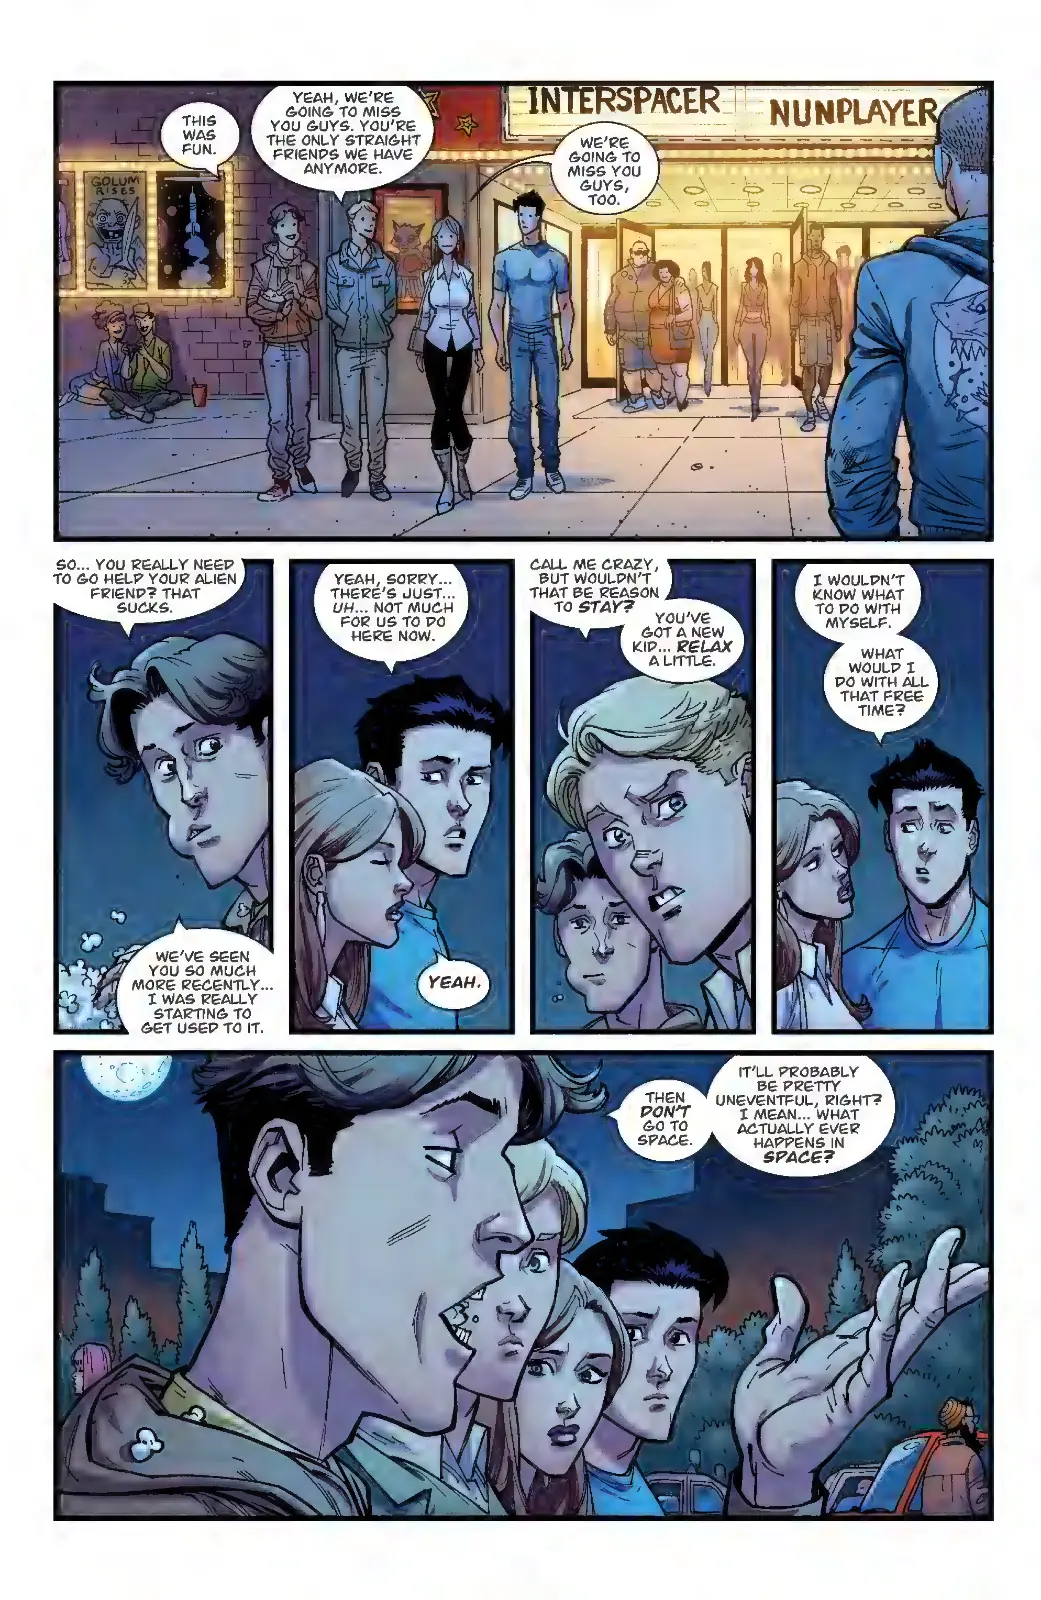 INTERSPACER
NUNPLAYER
GOLUM
RISES
THIS
WAS
FUN.
YEAH, WE'RE
GOING TO MISS
YOU GUYS. YOU'RE
THE ONLY STRAIGHT
FRIENDS WE HAVE
ANYMORE.
WE'RE
GOING TO
MISS YOU
GUYS,
TOO.
SO... YOU REALLY NEED
TO GO HELP YOUR ALIEN
FRIEND? THAT
SUCKS.
WE'VE SEEN
YOU SO MUCH
MORE RECENTLY...
I WAS REALLY
STARTING TO
GET USED TO IT.
YEAH, SORRY...
THERE'S JUST...
UH... NOT MUCH
FOR US TO DO
HERE NOW.
YEAH.
CALL ME CRAZY,
BUT WOULDN'T
THAT BE REASON
TO STAY?
YOU'VE
GOT A NEW
KID... RELAX
A LITTLE.
I WOULDN'T
KNOW WHAT
TO DO WITH
MYSELF.
WHAT
WOULD I
DO WITH ALL
THAT FREE
TIME?
THEN
DON'T
GO TO
SPACE.
IT'LL PROBABLY
BE PRETTY
UNEVENTFUL, RIGHT?
I MEAN... WHAT
ACTUALLY EVER
HAPPENS IN
SPACE?